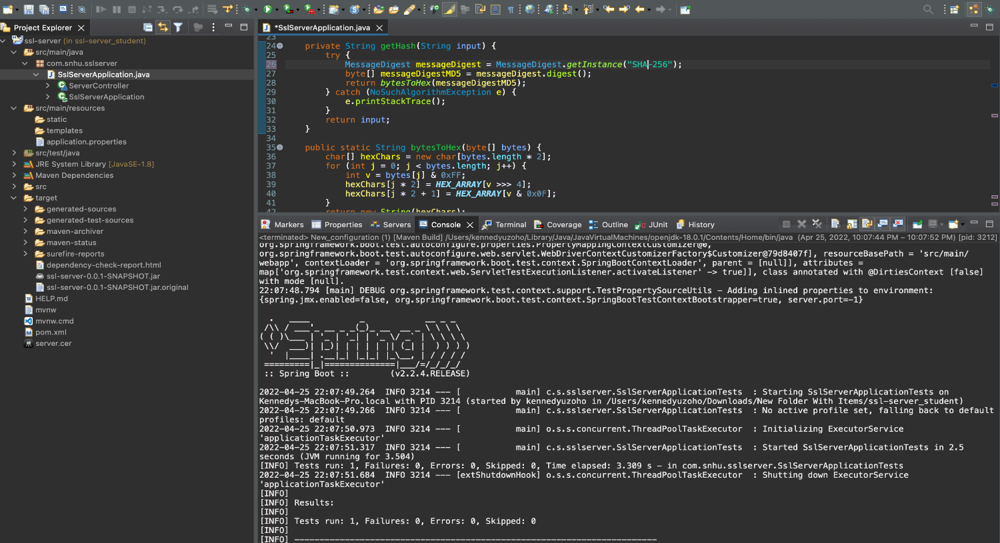 Project Explorer
ssl-server (in ssl-server_student)
src/main/java
com.snhu.sslserver
SslServerApplication.java
ServerController
SslServerApplication
src/main/resources
static
templates
application.properties
src/test/java
JRE System Library [JavaSE-1.8]
Maven Dependencies
src
target
generated-sources
generated-test-sources
maven-archiver
maven-status
surefire-reports
dependency-check-report.html
ssl-server-0.0.1-SNAPSHOT.jar
ssl-server-0.0.1-SNAPSHOT.jar.original
HELP.md
mvnw
mvnw.cmd
pom.xml
server.cer
*SslServerApplication.java
23
24 private String getHash(String input) {
25 try {
26 MessageDigest messageDigest = MessageDigest.getInstance("SHA-256");
27 byte[] messageDigestMD5 = messageDigest.digest();
28 return bytesToHex(messageDigestMD5);
29 } catch (NoSuchAlgorithmException e) {
30 e.printStackTrace();
31 }
32 return input;
33 }
34
35 public static String bytesToHex(byte[] bytes) {
36 char[] hexChars = new char[bytes.length * 2];
37 for (int j = 0; j < bytes.length; j++) {
38 int v = bytes[j] & 0xFF;
39 hexChars[j * 2] = HEX_ARRAY[v >>> 4];
40 hexChars[j * 2 + 1] = HEX_ARRAY[v & 0x0F];
41 }
42 return new String(hexChars);
Markers Properties Servers Console Terminal Coverage Outline JUnit History
<terminated> New_configuration (1) [Maven Build] /Users/kennedyuzoho/Library/Java/JavaVirtualMachines/openjdk-18.0.1/Contents/Home/bin/java (Apr 25, 2022, 10:07:44 PM – 10:07:52 PM) [pid: 3212]
org.springframework.boot.test.autoconfigure.properties.PropertyMappingContextCustomizer@0,
org.springframework.boot.test.autoconfigure.web.servlet.WebDriverContextCustomizerFactory$Customizer@79d8407f], resourceBasePath = 'src/main/
webapp', contextLoader = 'org.springframework.boot.test.context.SpringBootContextLoader', parent = [null]], attributes =
map['org.springframework.test.context.web.ServletTestExecutionListener.activateListener' -> true]], class annotated with @DirtiesContext [false]
with mode [null].
22:07:48.794 [main] DEBUG org.springframework.test.context.support.TestPropertySourceUtils - Adding inlined properties to environment:
{spring.jmx.enabled=false, org.springframework.boot.test.context.SpringBootTestContextBootstrapper=true, server.port=-1}
Spring
:: Spring Boot :: (v2.2.4.RELEASE)
2022-04-25 22:07:49.264 INFO 3214 --- [ main] c.s.sslserver.SslServerApplicationTests : Starting SslServerApplicationTests on
Kennedys-MacBook-Pro.local with PID 3214 (started by kennedyuzoho in /Users/kennedyuzoho/Downloads/New Folder With Items/ssl-server_student)
2022-04-25 22:07:49.266 INFO 3214 --- [ main] c.s.sslserver.SslServerApplicationTests : No active profile set, falling back to default
profiles: default
2022-04-25 22:07:50.973 INFO 3214 --- [ main] o.s.s.concurrent.ThreadPoolTaskExecutor : Initializing ExecutorService
'applicationTaskExecutor'
2022-04-25 22:07:51.317 INFO 3214 --- [ main] c.s.sslserver.SslServerApplicationTests : Started SslServerApplicationTests in 2.5
seconds (JVM running for 3.504)
[INFO] Tests run: 1, Failures: 0, Errors: 0, Skipped: 0, Time elapsed: 3.309 s - in com.snhu.sslserver.SslServerApplicationTests
2022-04-25 22:07:51.684 INFO 3214 --- [extShutdownHook] o.s.s.concurrent.ThreadPoolTaskExecutor : Shutting down ExecutorService
'applicationTaskExecutor'
[INFO]
[INFO] Results:
[INFO]
[INFO] Tests run: 1, Failures: 0, Errors: 0, Skipped: 0
[INFO]
[INFO] ------------------------------------------------------------------------